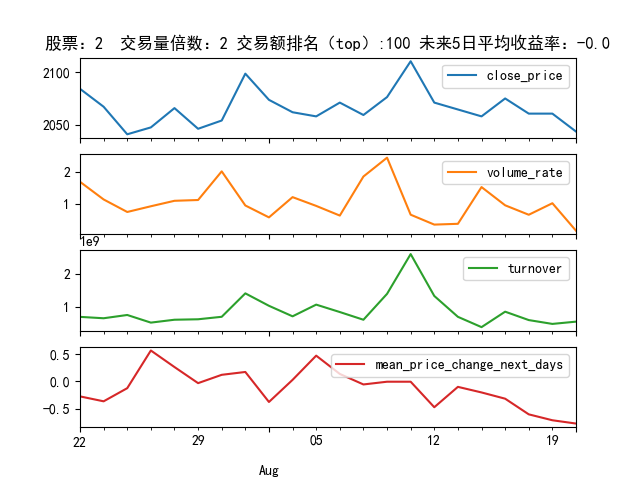 股票: 2  交易量倍数: 2 交易额排名（top）:100 未来5日平均收益率: -0.0
2100
2050
close_price
2
1
volume_rate
1e9
2
1
turnover
0.5
0.0
-0.5
mean_price_change_next_days
22 29 05 12 19
Aug